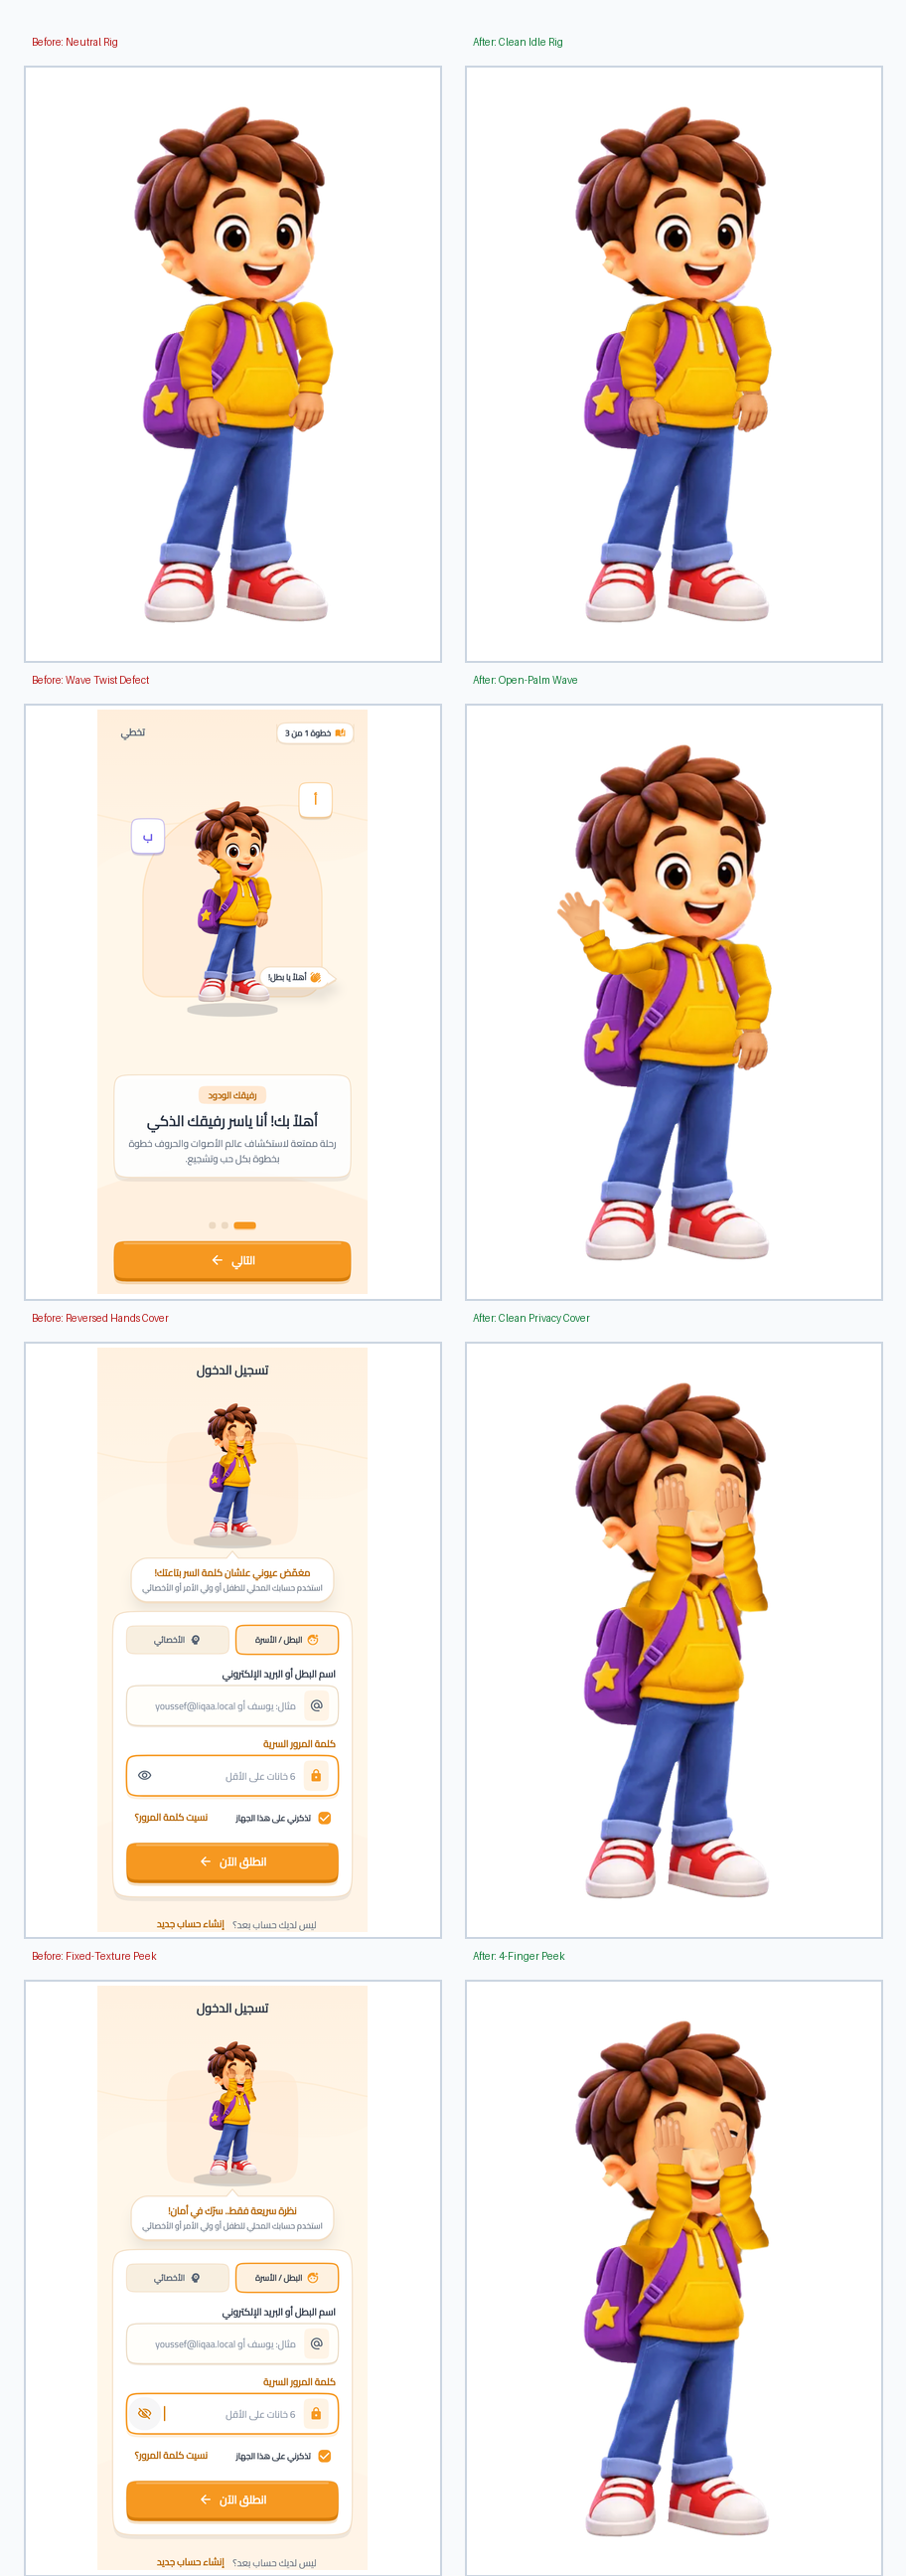 Before: Neutral Rig
After: Clean Idle Rig
Before: Wave Twist Defect
After: Open-Palm Wave
خطوة 1 من 3
تخطي
أ
ب
أهلاً يا بطل!
رفيقك الودود
أهلاً بك! أنا ياسر رفيقك الذكي
رحلة ممتعة لاستكشاف عالم الأصوات والحروف خطوة
بخطوة بكل حب وتشجيع.
التالي
Before: Reversed Hands Cover
After: Clean Privacy Cover
تسجيل الدخول
مغمّض عيوني علشان كلمة السر بتاعتك!
استخدم حسابك المحلي للطفل أو ولي الأمر أو الأخصائي
البطل / الأسرة
الأخصائي
اسم البطل أو البريد الإلكتروني
مثال: يوسف أو youssef@liqaa.local
كلمة المرور السرية
6 خانات على الأقل
تذكرني على هذا الجهاز
نسيت كلمة المرور؟
انطلق الآن
ليس لديك حساب بعد؟ إنشاء حساب جديد
Before: Fixed-Texture Peek
After: 4-Finger Peek
تسجيل الدخول
نظرة سريعة فقط.. سرّك في أمان!
استخدم حسابك المحلي للطفل أو ولي الأمر أو الأخصائي
البطل / الأسرة
الأخصائي
اسم البطل أو البريد الإلكتروني
مثال: يوسف أو youssef@liqaa.local
كلمة المرور السرية
6 خانات على الأقل
تذكرني على هذا الجهاز
نسيت كلمة المرور؟
انطلق الآن
ليس لديك حساب بعد؟ إنشاء حساب جديد